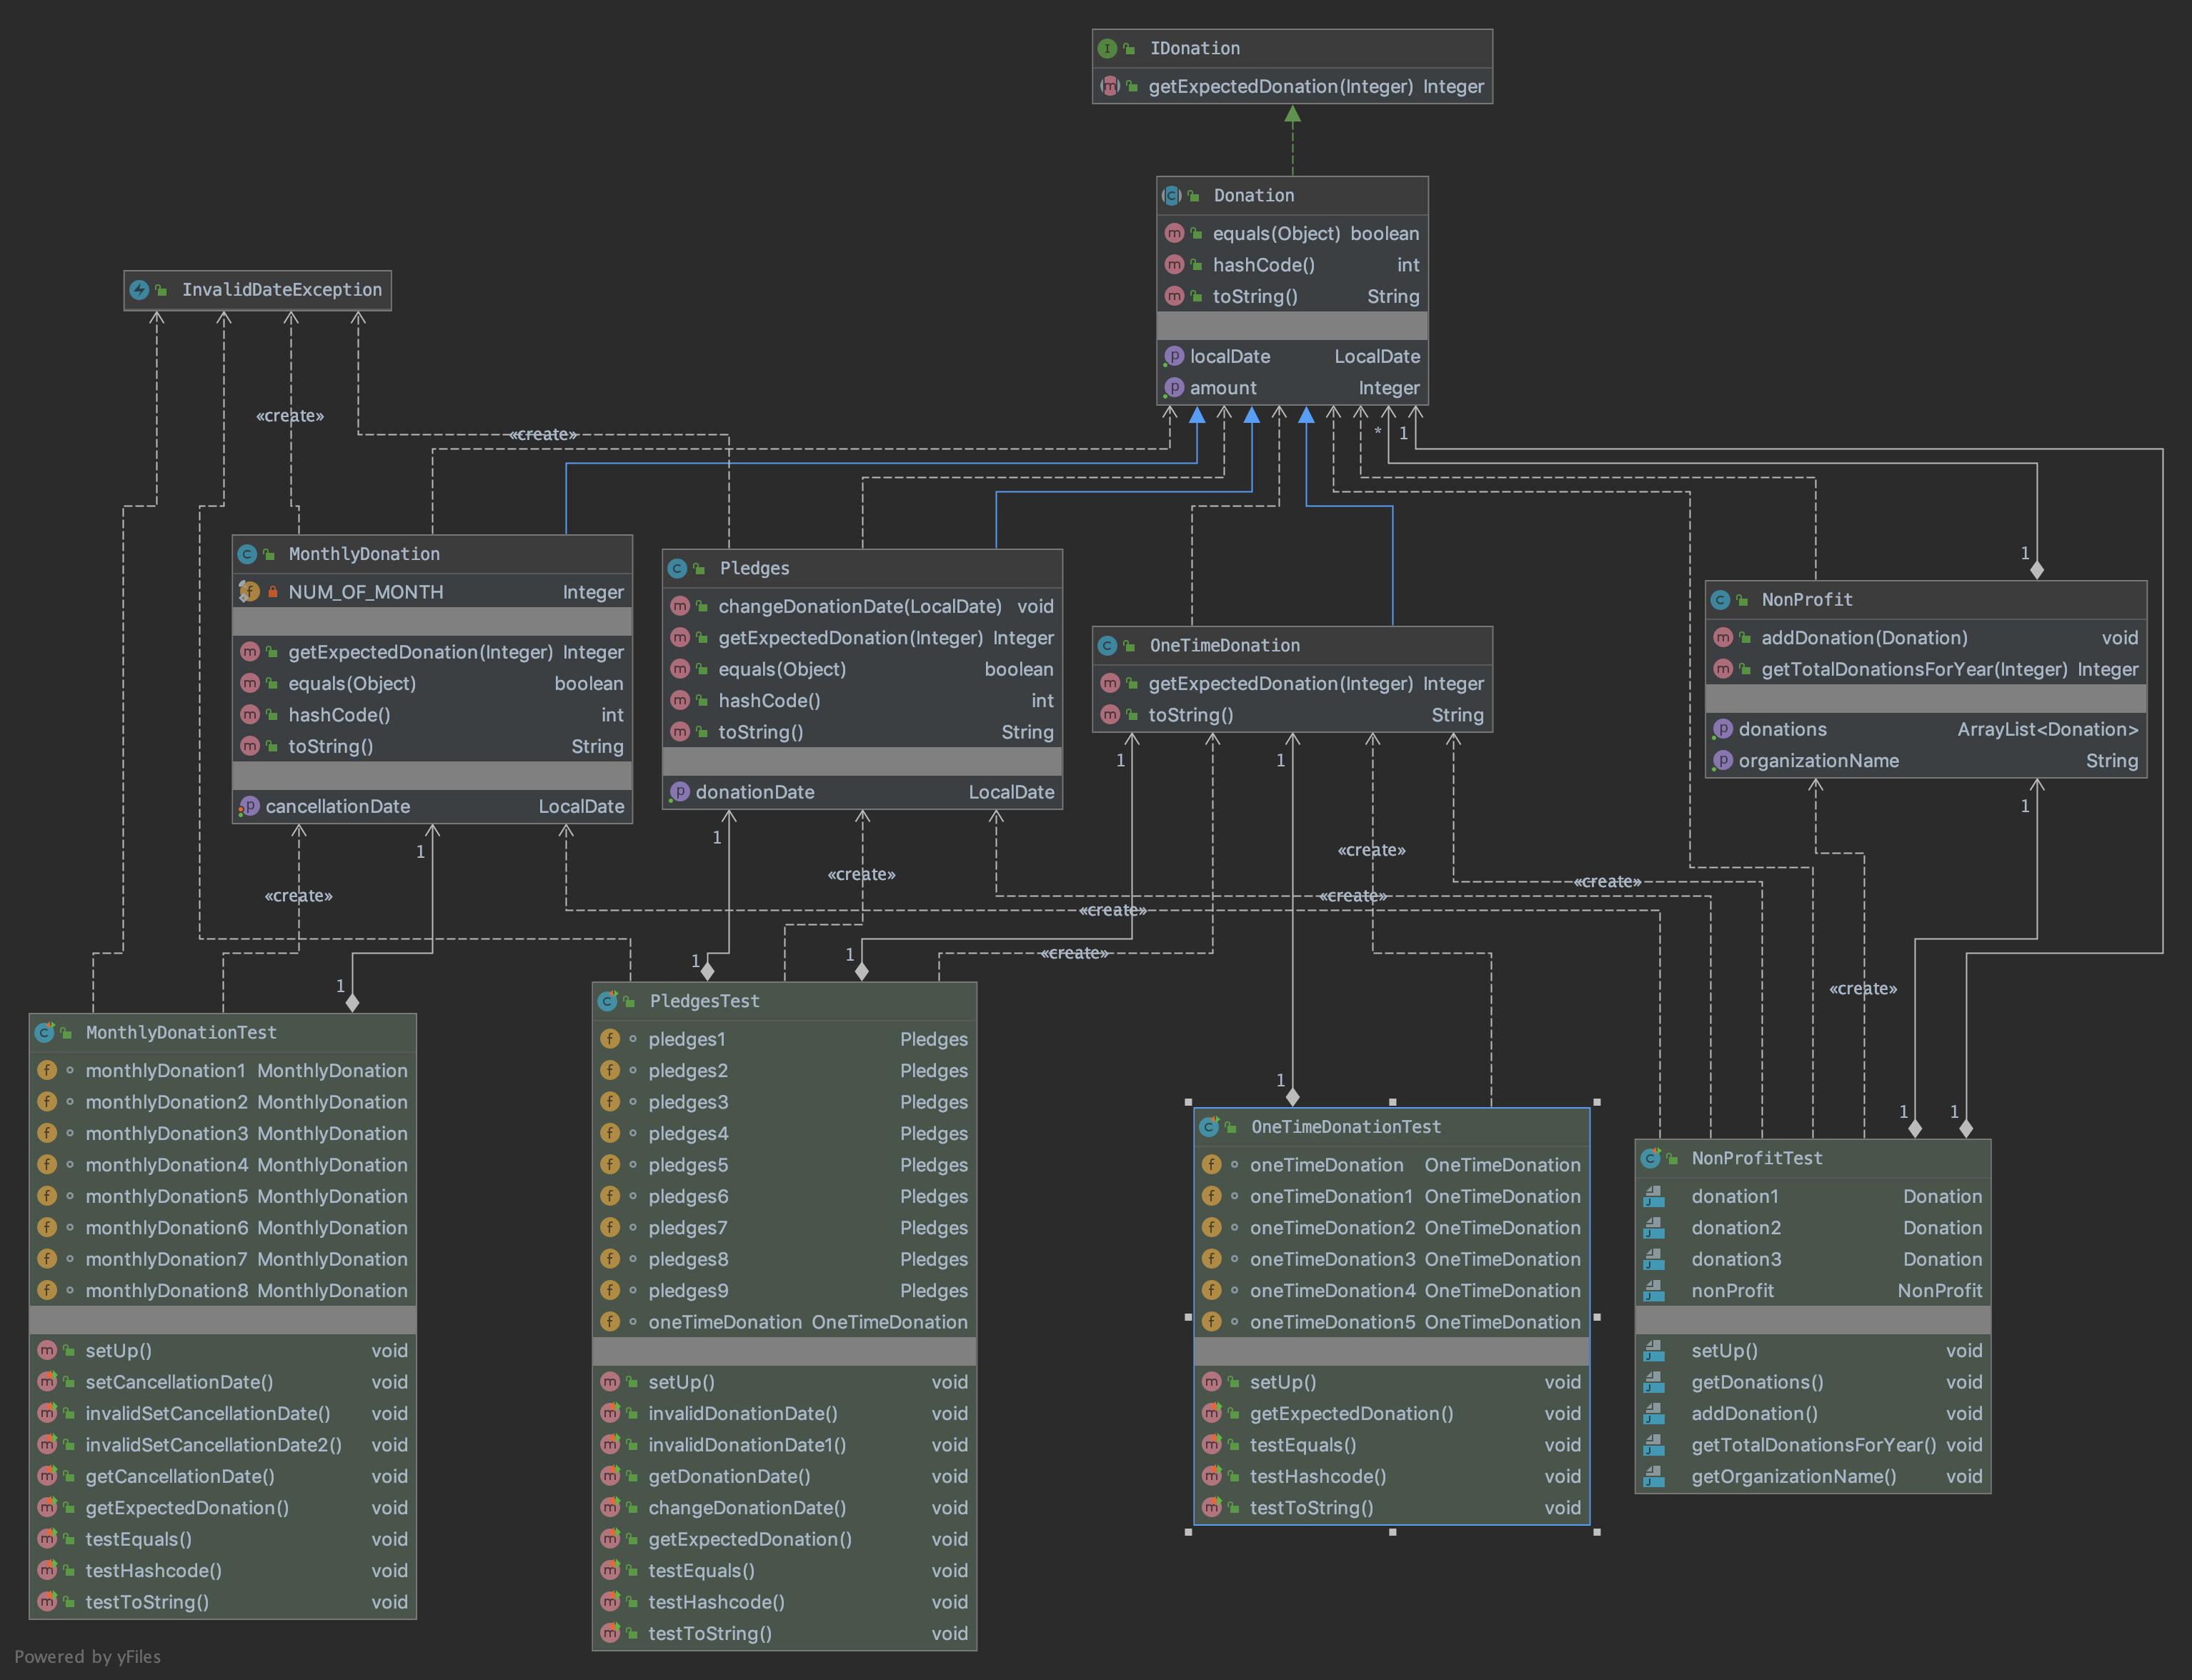 IDonation
getExpectedDonation(Integer) Integer
Donation
equals(Object) boolean
hashCode() int
toString() String
localDate LocalDate
amount Integer
InvalidDateException
«create»
«create»
* 1
MonthlyDonation
NUM_OF_MONTH Integer
getExpectedDonation(Integer) Integer
equals(Object) boolean
hashCode() int
toString() String
cancellationDate LocalDate
Pledges
changeDonationDate(LocalDate) void
getExpectedDonation(Integer) Integer
equals(Object) boolean
hashCode() int
toString() String
donationDate LocalDate
OneTimeDonation
getExpectedDonation(Integer) Integer
toString() String
1
NonProfit
addDonation(Donation) void
getTotalDonationsForYear(Integer) Integer
donations ArrayList<Donation>
organizationName String
1
1
1
1
1
«create»
«create»
«create»
«create»
«create»
«create»
«create»
«create»
1
1
1
1
1
1
MonthlyDonationTest
monthlyDonation1 MonthlyDonation
monthlyDonation2 MonthlyDonation
monthlyDonation3 MonthlyDonation
monthlyDonation4 MonthlyDonation
monthlyDonation5 MonthlyDonation
monthlyDonation6 MonthlyDonation
monthlyDonation7 MonthlyDonation
monthlyDonation8 MonthlyDonation
setUp() void
setCancellationDate() void
invalidSetCancellationDate() void
invalidSetCancellationDate2() void
getCancellationDate() void
getExpectedDonation() void
testEquals() void
testHashcode() void
testToString() void
PledgesTest
pledges1 Pledges
pledges2 Pledges
pledges3 Pledges
pledges4 Pledges
pledges5 Pledges
pledges6 Pledges
pledges7 Pledges
pledges8 Pledges
pledges9 Pledges
oneTimeDonation OneTimeDonation
setUp() void
invalidDonationDate() void
invalidDonationDate1() void
getDonationDate() void
changeDonationDate() void
getExpectedDonation() void
testEquals() void
testHashcode() void
testToString() void
OneTimeDonationTest
oneTimeDonation OneTimeDonation
oneTimeDonation1 OneTimeDonation
oneTimeDonation2 OneTimeDonation
oneTimeDonation3 OneTimeDonation
oneTimeDonation4 OneTimeDonation
oneTimeDonation5 OneTimeDonation
setUp() void
getExpectedDonation() void
testEquals() void
testHashcode() void
testToString() void
NonProfitTest
donation1 Donation
donation2 Donation
donation3 Donation
nonProfit NonProfit
setUp() void
getDonations() void
addDonation() void
getTotalDonationsForYear() void
getOrganizationName() void
Powered by yFiles